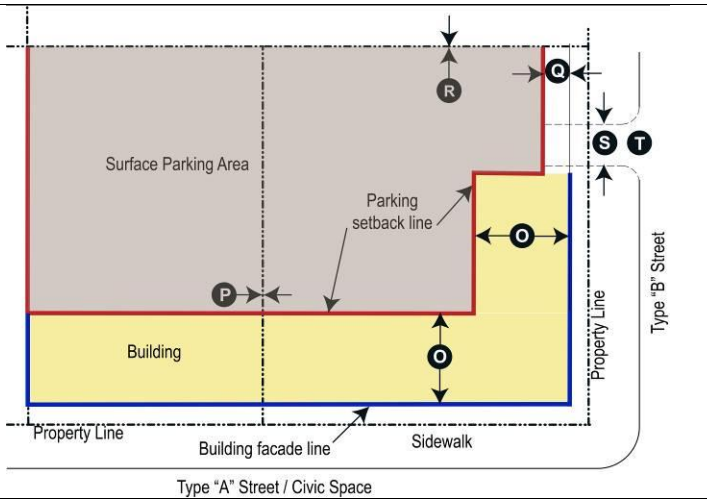 R
Q
S
T
Surface Parking Area
Parking
setback line
O
P
Building
O
Property Line
Type “B” Street
Property Line
Building facade line
Sidewalk
Type “A” Street / Civic Space